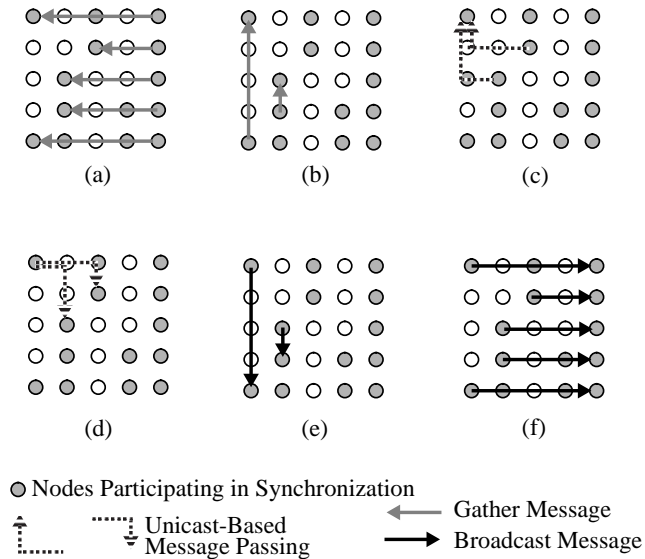 (a)
(b)
(c)
(d)
(e)
(f)
Nodes Participating in Synchronization
Unicast-Based
Message Passing
Gather Message
Broadcast Message